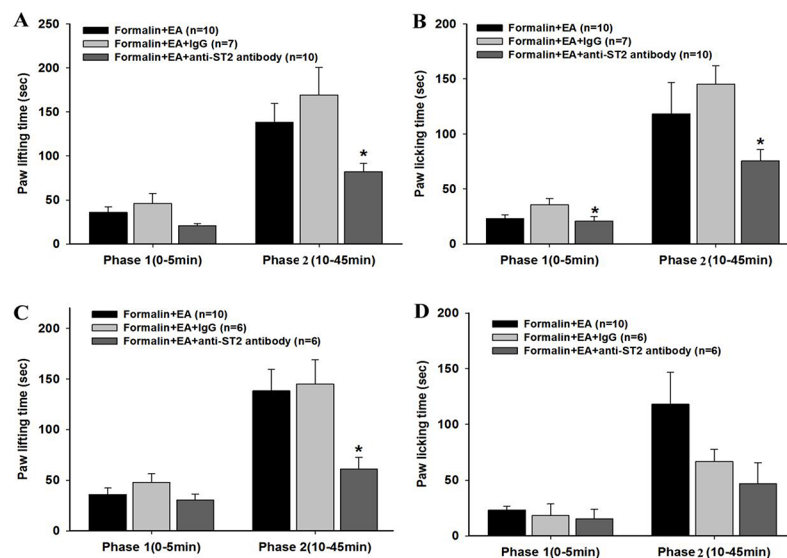 A
Paw lifting time (sec)
250
200
150
100
50
0
Formalin+EA (n=10)
Formalin+EA+IgG (n=7)
Formalin+EA+anti-ST2 antibody (n=10)
*
Phase 1(0-5min)
Phase 2 (10-45min)
B
Paw licking time (sec)
200
150
100
50
0
Formalin+EA (n=10)
Formalin+EA+IgG (n=7)
Formalin+EA+anti-ST2 antibody (n=10)
*
*
Phase 1(0-5min)
Phase 2 (10-45min)
C
Paw lifting time (sec)
200
150
100
50
0
Formalin+EA (n=10)
Formalin+EA+IgG (n=6)
Formalin+EA+anti-ST2 antibody (n=6)
*
Phase 1(0-5min)
Phase 2(10-45min)
D
Paw licking time (sec)
200
150
100
50
0
Formalin+EA (n=10)
Formalin+EA+IgG (n=6)
Formalin+EA+anti-ST2 antibody (n=6)
Phase 1(0-5min)
Phase 2 (10-45min)